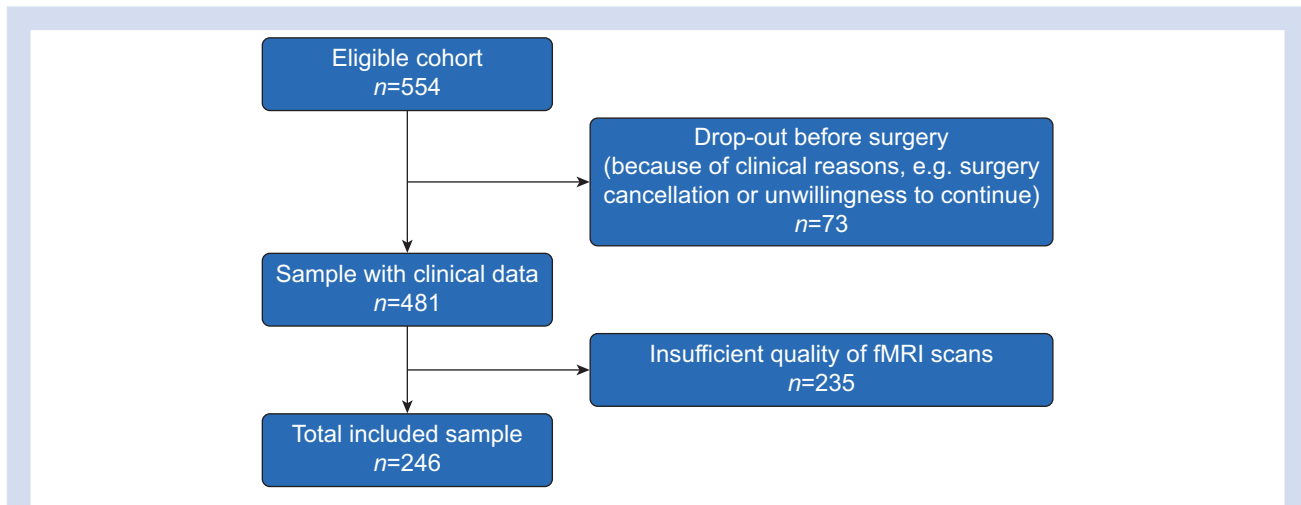 Eligible cohort
n=554
Drop-out before surgery
(because of clinical reasons, e.g. surgery
cancellation or unwillingness to continue)
n=73
Sample with clinical data
n=481
Insufficient quality of fMRI scans
n=235
Total included sample
n=246